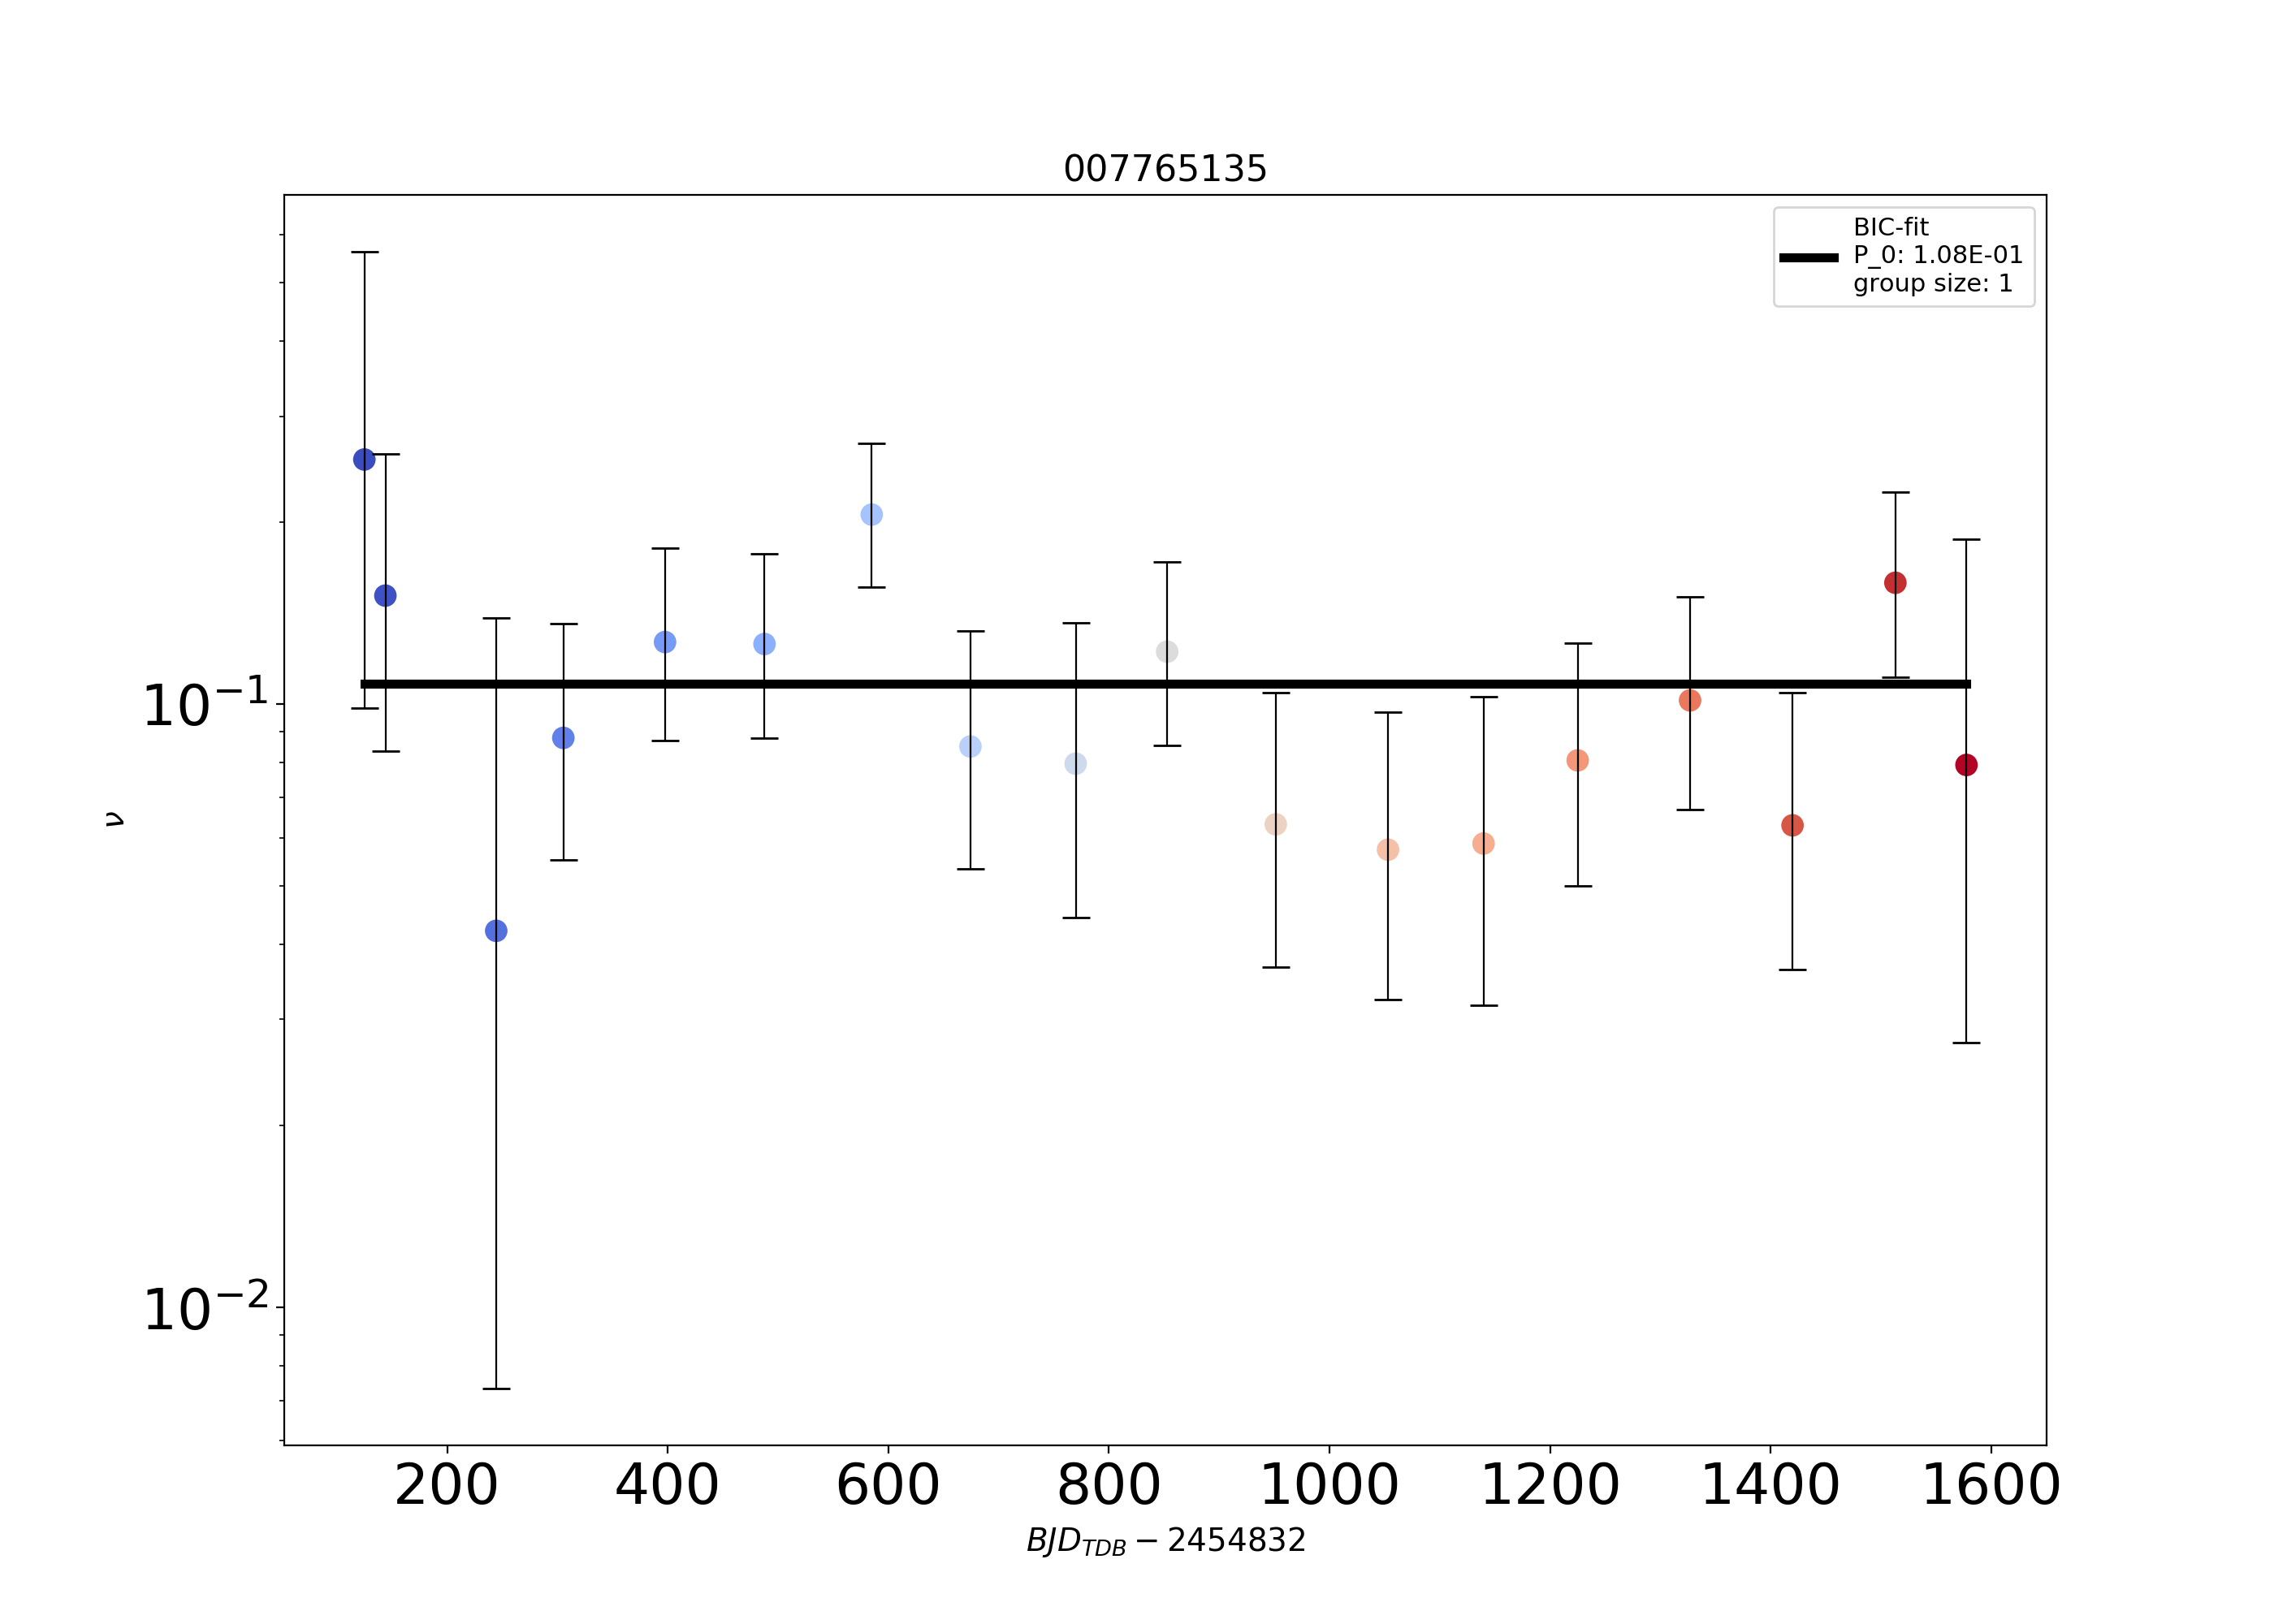 007765135
BIC-fit
P_0: 1.08E-01
group size: 1
10⁻¹
ν
10⁻²
200 400 600 800 1000 1200 1400 1600
BJD_TDB − 2454832